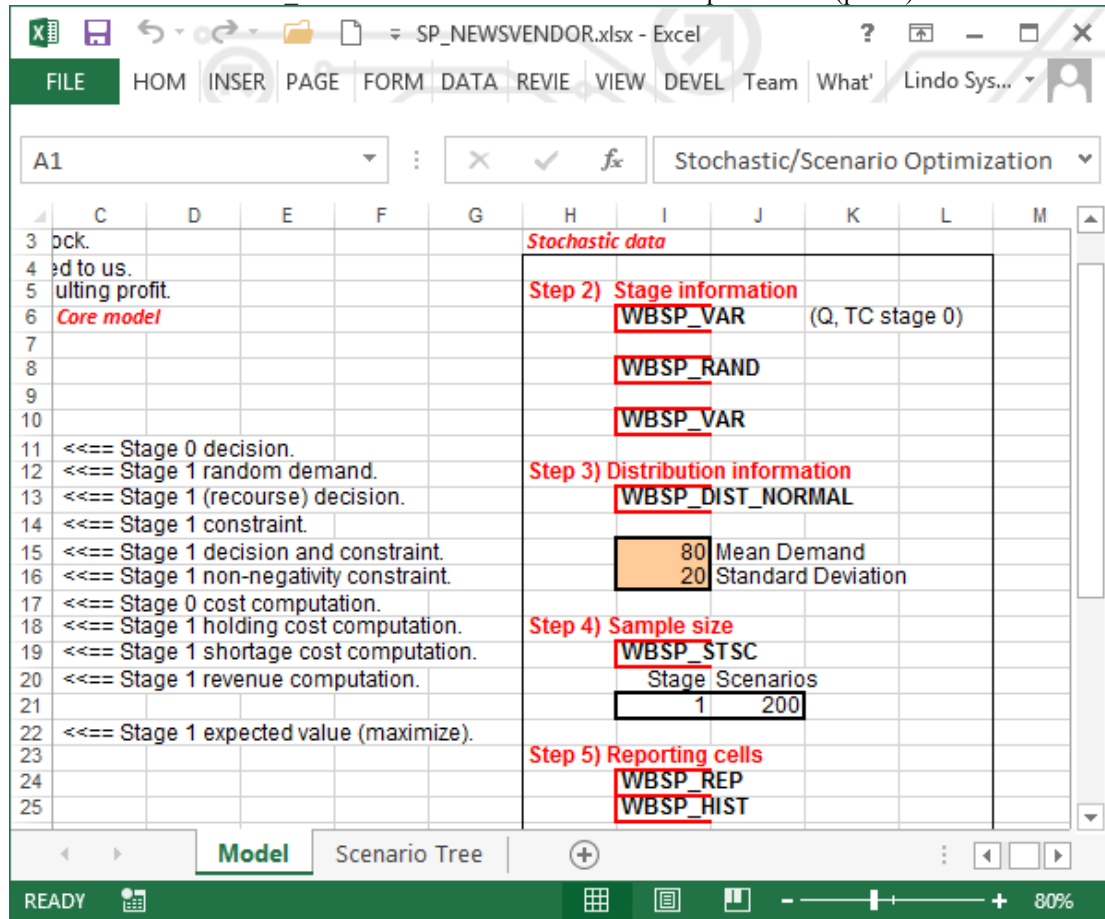 SP_NEWSVENDOR.xlsx - Excel
FILE HOM INSER PAGE FORM DATA REVIE VIEW DEVEL Team What' Lindo Sys...
A1 fx Stochastic/Scenario Optimization
C D E F G H I J K L M
3 ock. Stochastic data
4 ed to us.
5 ulting profit. Step 2) Stage information
6 Core model WBSP_VAR (Q, TC stage 0)
7
8 WBSP_RAND
9
10 WBSP_VAR
11 <<== Stage 0 decision.
12 <<== Stage 1 random demand. Step 3) Distribution information
13 <<== Stage 1 (recourse) decision. WBSP_DIST_NORMAL
14 <<== Stage 1 constraint.
15 <<== Stage 1 decision and constraint. 80 Mean Demand
16 <<== Stage 1 non-negativity constraint. 20 Standard Deviation
17 <<== Stage 0 cost computation.
18 <<== Stage 1 holding cost computation. Step 4) Sample size
19 <<== Stage 1 shortage cost computation. WBSP_STSC
20 <<== Stage 1 revenue computation. Stage Scenarios
21 1 200
22 <<== Stage 1 expected value (maximize).
23 Step 5) Reporting cells
24 WBSP_REP
25 WBSP_HIST
Model Scenario Tree
READY 80%